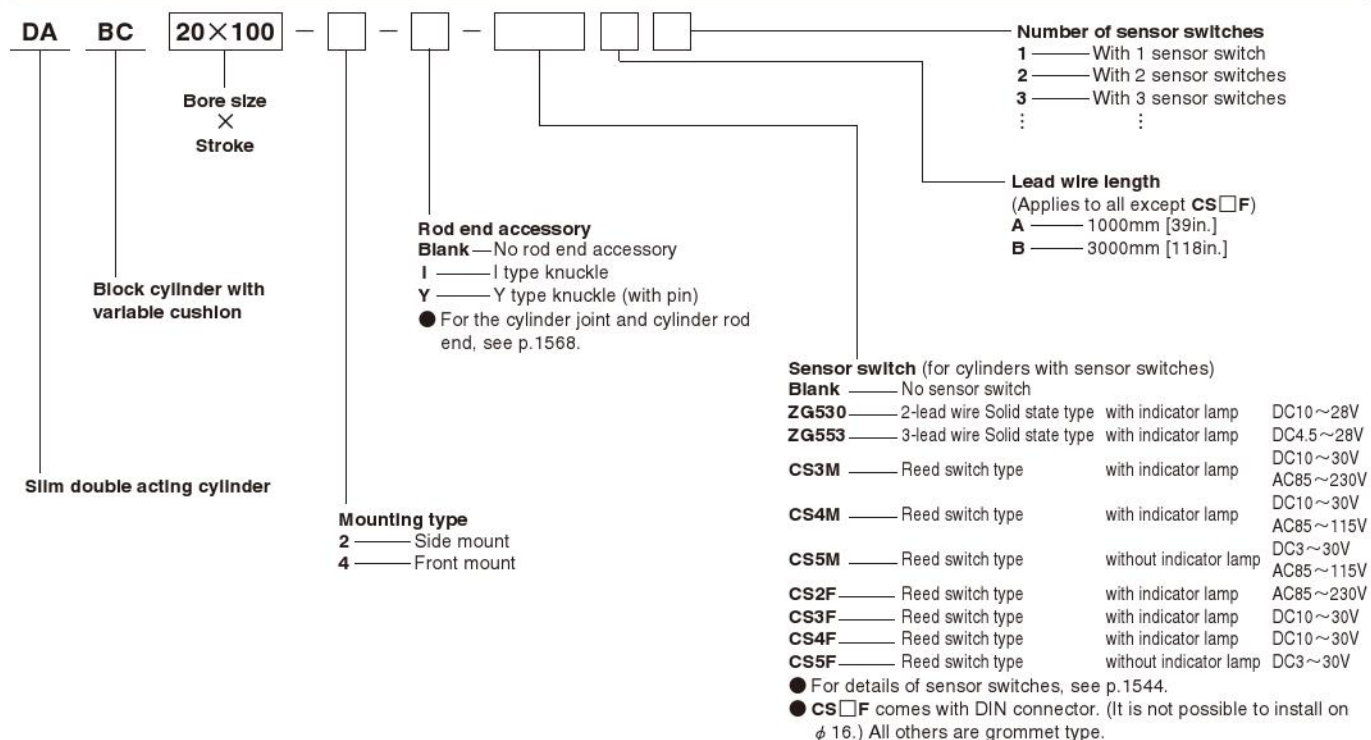 DA BC 20×100 - □ - □ - □ □ □
Number of sensor switches
1 With 1 sensor switch
2 With 2 sensor switches
3 With 3 sensor switches
⋮ ⋮
Bore size
×
Stroke
Lead wire length
(Applies to all except CS□F)
A 1000mm [39in.]
B 3000mm [118in.]
Rod end accessory
Blank No rod end accessory
I I type knuckle
Y Y type knuckle (with pin)
● For the cylinder joint and cylinder rod
end, see p.1568.
Block cylinder with
variable cushion
Slim double acting cylinder
Mounting type
2 Side mount
4 Front mount
Sensor switch (for cylinders with sensor switches)
Blank No sensor switch
ZG530 2-lead wire Solid state type with indicator lamp DC10~28V
ZG553 3-lead wire Solid state type with indicator lamp DC4.5~28V
CS3M Reed switch type with indicator lamp DC10~30V
AC85~230V
CS4M Reed switch type with indicator lamp DC10~30V
AC85~115V
CS5M Reed switch type without indicator lamp DC3~30V
AC85~115V
CS2F Reed switch type with indicator lamp AC85~230V
CS3F Reed switch type with indicator lamp DC10~30V
CS4F Reed switch type with indicator lamp DC10~30V
CS5F Reed switch type without indicator lamp DC3~30V
● For details of sensor switches, see p.1544.
● CS□F comes with DIN connector. (It is not possible to install on
φ16.) All others are grommet type.